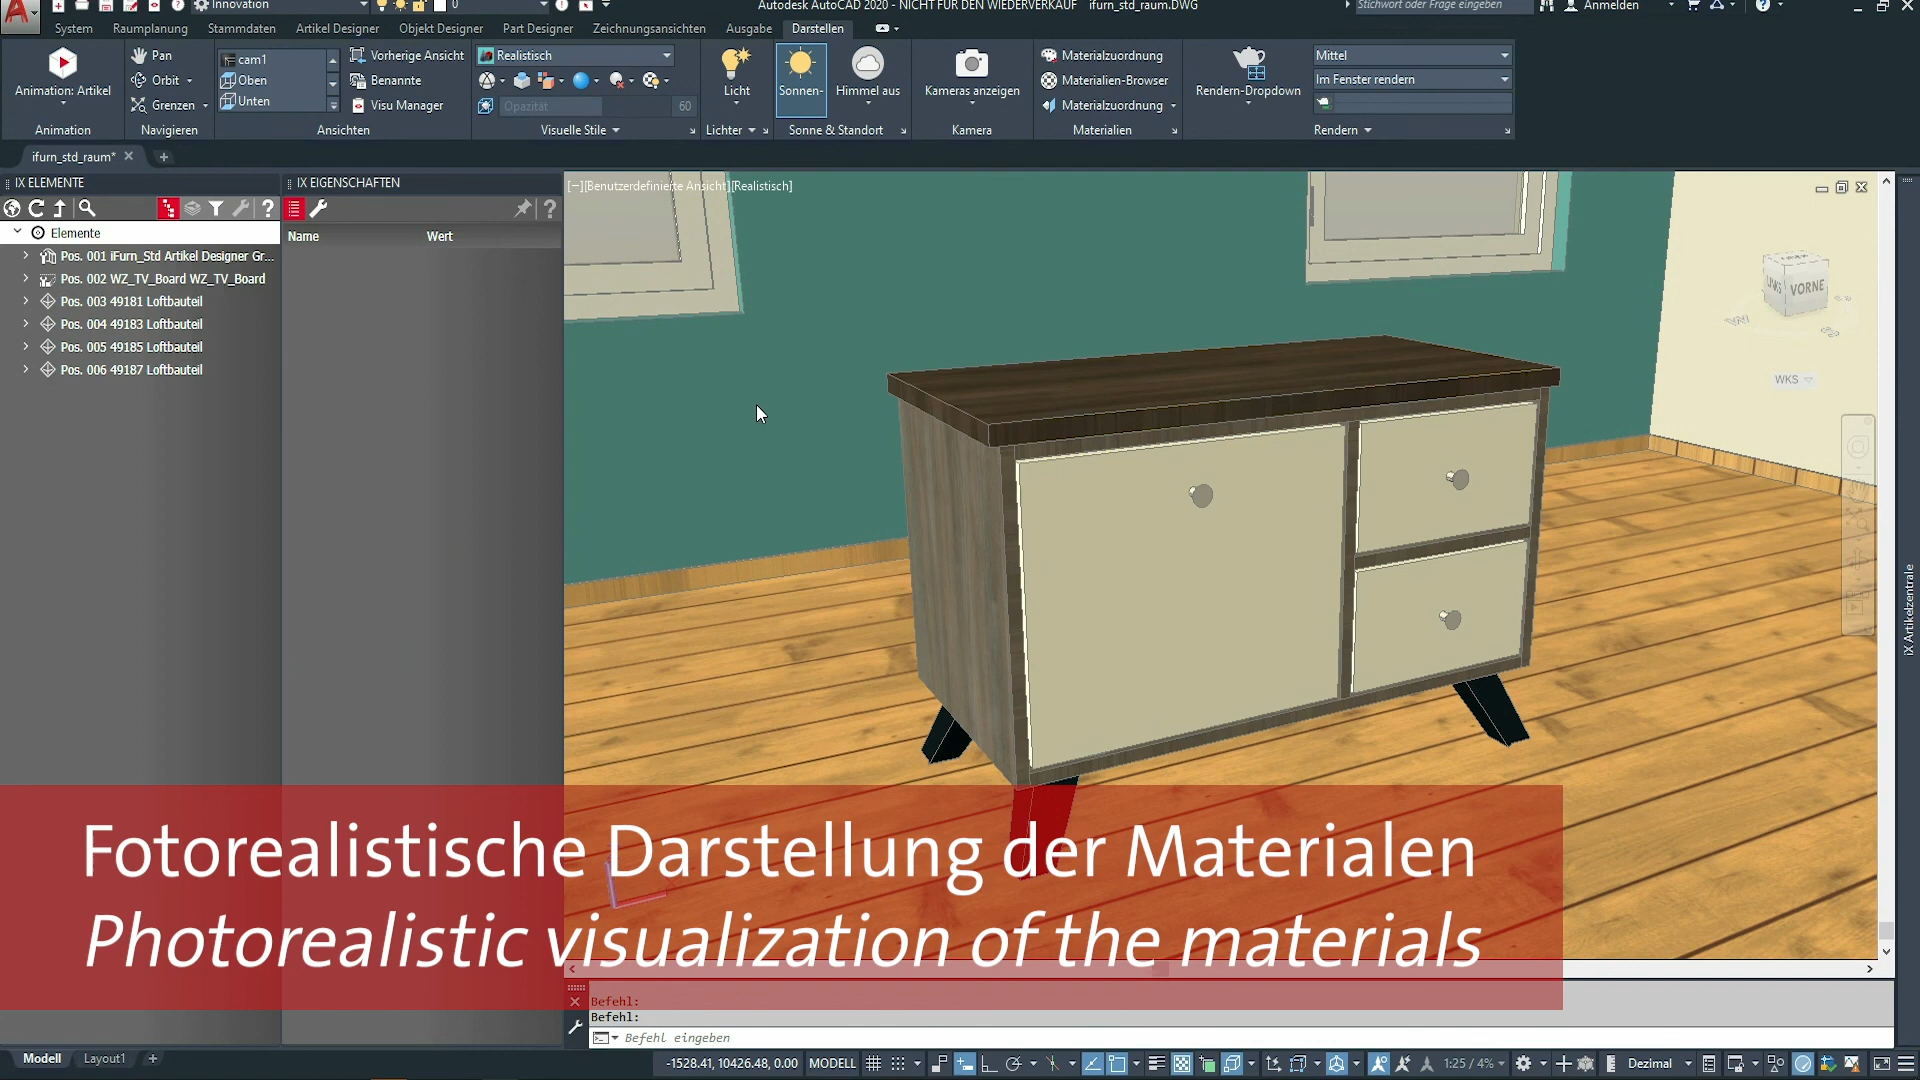 Innovation
0
Autodesk AutoCAD 2020 - NICHT FÜR DEN WIEDERVERKAUF ifurn_std_raum.DWG
Stichwort oder Frage eingeben
Anmelden
System Raumplanung Stammdaten Artikel Designer Objekt Designer Part Designer Zeichnungsansichten Ausgabe Darstellen
Animation: Artikel
Animation
Pan
Orbit
Grenzen
Navigieren
cam1
Oben
Unten
Vorherige Ansicht
Benannte
Visu Manager
Ansichten
Realistisch
Opazität 60
Visuelle Stile
Licht
Lichter
Sonnen-
Himmel aus
Sonne & Standort
Kameras anzeigen
Kamera
Materialzuordnung
Materialien-Browser
Materialzuordnung
Materialien
Rendern-Dropdown
Mittel
Im Fenster rendern
Rendern
ifurn_std_raum*
IX ELEMENTE
Elemente
Pos. 001 iFurn_Std Artikel Designer Gr...
Pos. 002 WZ_TV_Board WZ_TV_Board
Pos. 003 49181 Loftbauteil
Pos. 004 49183 Loftbauteil
Pos. 005 49185 Loftbauteil
Pos. 006 49187 Loftbauteil
IX EIGENSCHAFTEN
Name Wert
[−][Benutzerdefinierte Ansicht][Realistisch]
LINKS VORNE
W
WKS
iX Artikelzentrale
Fotorealistische Darstellung der Materialen
Photorealistic visualization of the materials
Befehl:
Befehl:
Befehl eingeben
Modell Layout1
-1528.41, 10426.48, 0.00 MODELL
1:25 / 4%
Dezimal